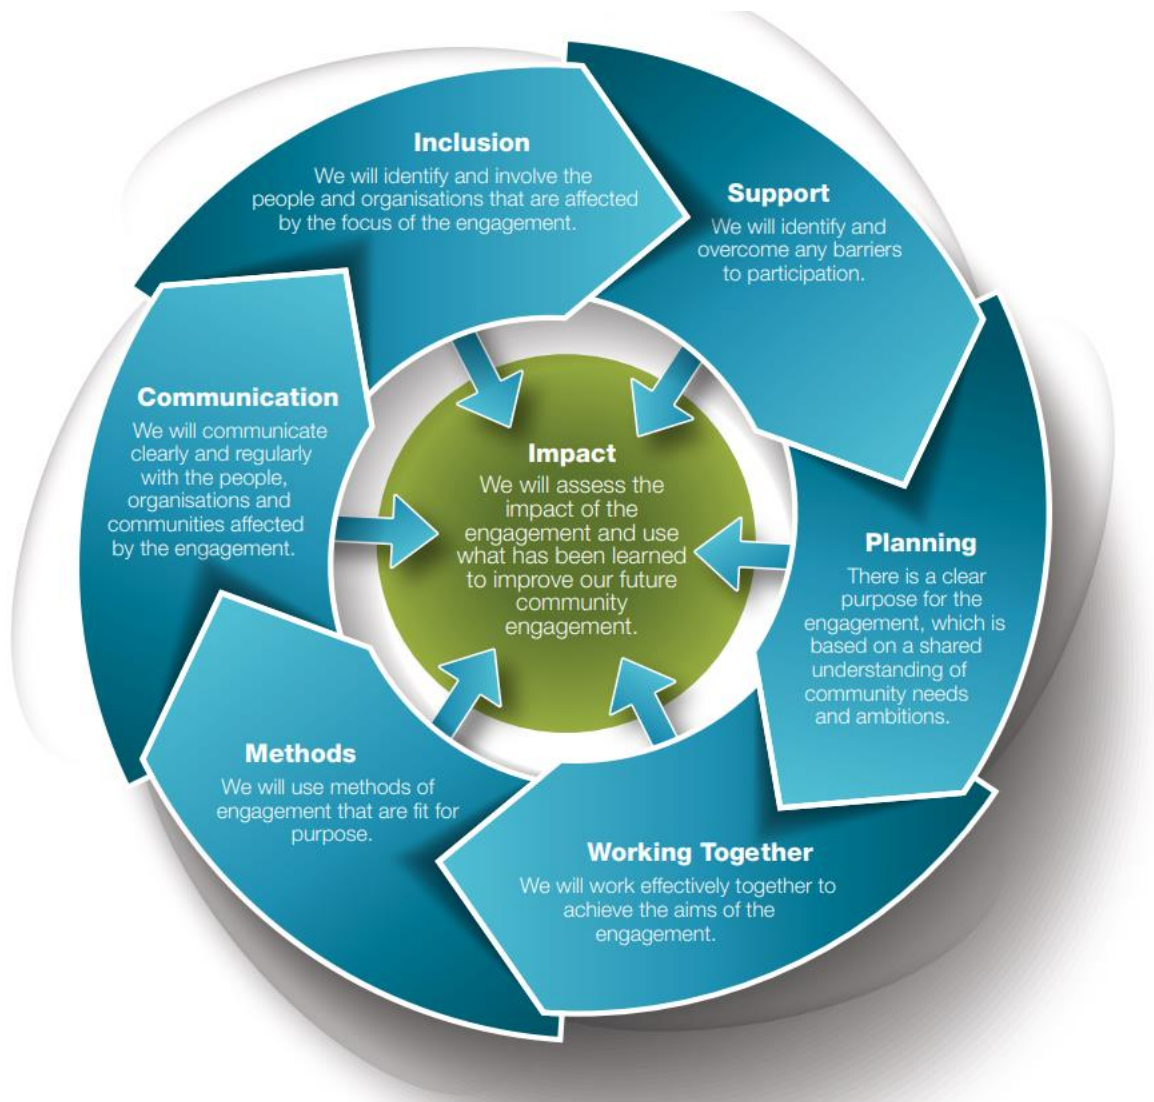 Inclusion
We will identify and involve the
people and organisations that are affected
by the focus of the engagement.
Support
We will identify and
overcome any barriers
to participation.
Planning
There is a clear
purpose for the
engagement, which is
based on a shared
understanding of
community needs
and ambitions.
Working Together
We will work effectively together to
achieve the aims of the
engagement.
Methods
We will use methods of
engagement that are fit for
purpose.
Communication
We will communicate
clearly and regularly
with the people,
organisations and
communities affected
by the engagement.
Impact
We will assess the
impact of the
engagement and use
what has been learned
to improve our future
community
engagement.